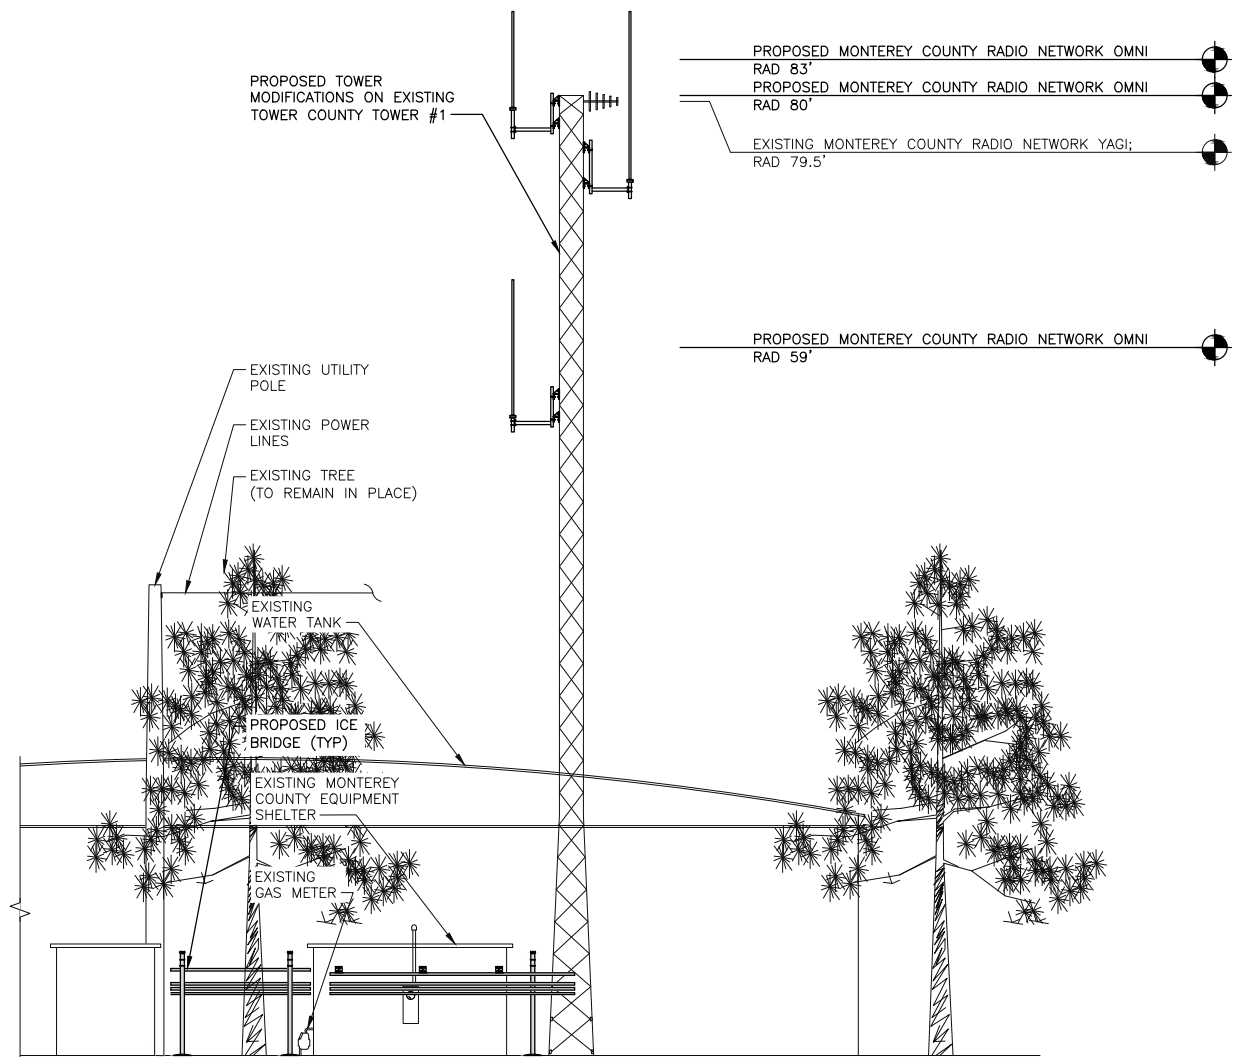 PROPOSED MONTEREY COUNTY RADIO NETWORK OMNI
RAD 83'
PROPOSED MONTEREY COUNTY RADIO NETWORK OMNI
RAD 80'
EXISTING MONTEREY COUNTY RADIO NETWORK YAGI;
RAD 79.5'
PROPOSED TOWER
MODIFICATIONS ON EXISTING
TOWER COUNTY TOWER #1
PROPOSED MONTEREY COUNTY RADIO NETWORK OMNI
RAD 59'
EXISTING UTILITY
POLE
EXISTING POWER
LINES
EXISTING TREE
(TO REMAIN IN PLACE)
EXISTING
WATER TANK
PROPOSED ICE
BRIDGE (TYP)
EXISTING MONTEREY
COUNTY EQUIPMENT
SHELTER
EXISTING
GAS METER